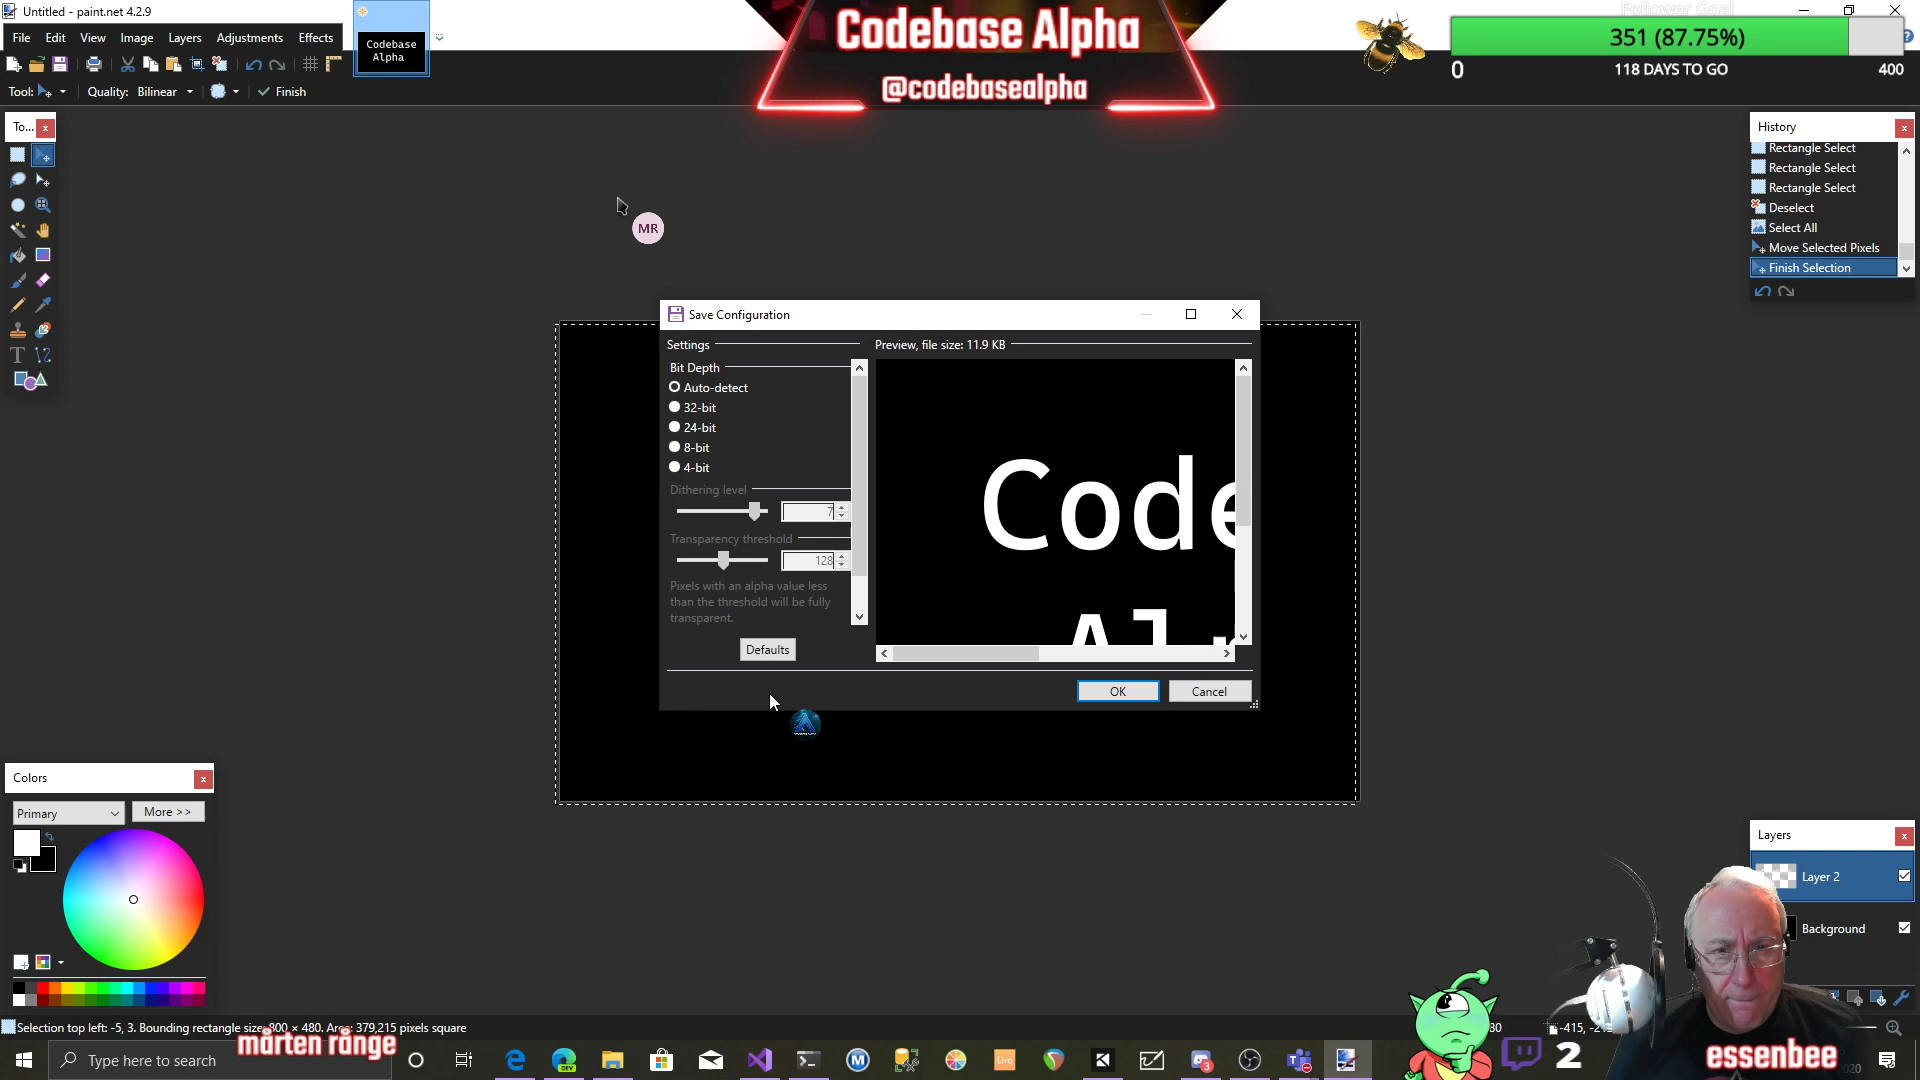 Untitled - paint.net 4.2.9
File Edit View Image Layers Adjustments Effects
Codebase
Alpha
Tool: Quality: Bilinear Finish
Codebase Alpha
@codebasealpha
Follower Goal
351 (87.75%)
0 118 DAYS TO GO 400
To...
MR
History
Rectangle Select
Rectangle Select
Rectangle Select
Deselect
Select All
Move Selected Pixels
Finish Selection
Save Configuration
Settings
Bit Depth
Auto-detect
32-bit
24-bit
8-bit
4-bit
Dithering level
7
Transparency threshold
128
Pixels with an alpha value less
than the threshold will be fully
transparent.
Defaults
Preview, file size: 11.9 KB
Code
Alp
OK Cancel
Colors
Primary More >>
Layers
Layer 2
Background
Selection top left: -5, 3. Bounding rectangle size: 800 × 480. Area: 379,215 pixels square
mårten rånge
Type here to search
DEV
Live
3
2
essenbee